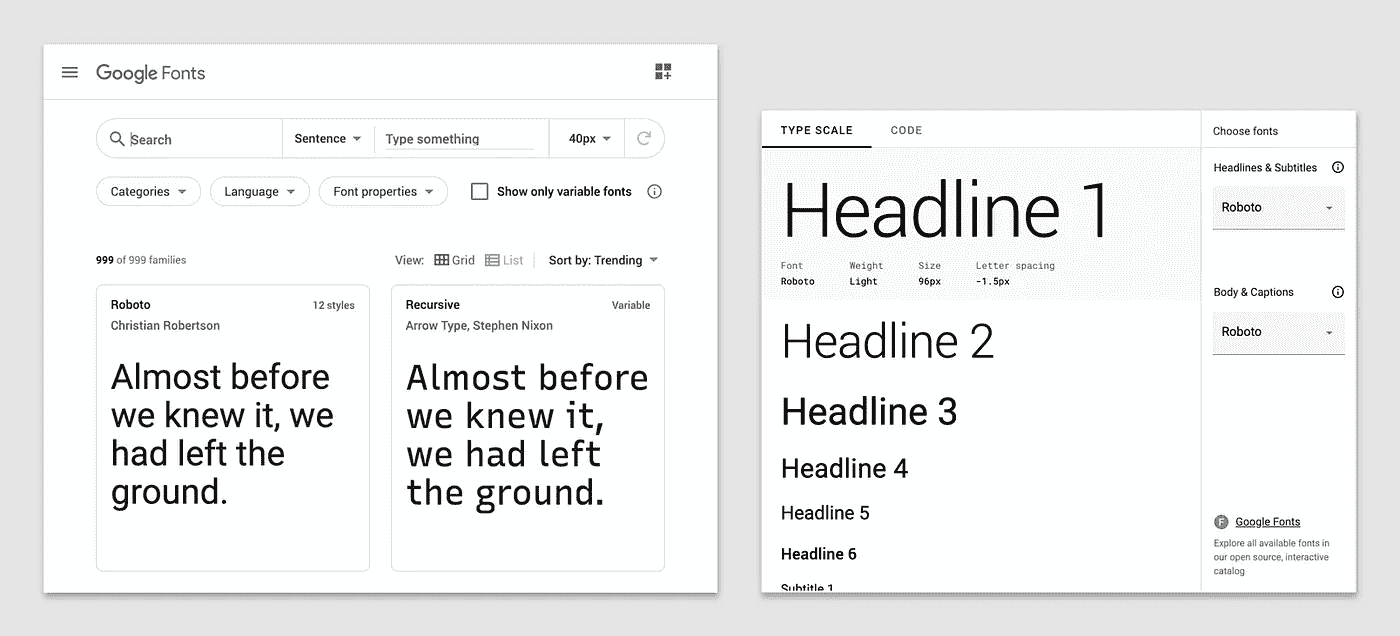 Google Fonts
Search
Sentence
Type something
40px
Categories
Language
Font properties
Show only variable fonts
999 of 999 families
View:
Grid
List
Sort by: Trending
Roboto
12 styles
Christian Robertson
Almost before
we knew it, we
had left the
ground.
Recursive
Variable
Arrow Type, Stephen Nixon
Almost before
we knew it,
we had left
the ground.
TYPE SCALE
CODE
Headline 1
Font
Weight
Size
Letter spacing
Roboto
Light
96px
-1.5px
Headline 2
Headline 3
Headline 4
Headline 5
Headline 6
Subtitle 1
Choose fonts
Headlines & Subtitles
Roboto
Body & Captions
Roboto
F
Google Fonts
Explore all available fonts in
our open source, interactive
catalog